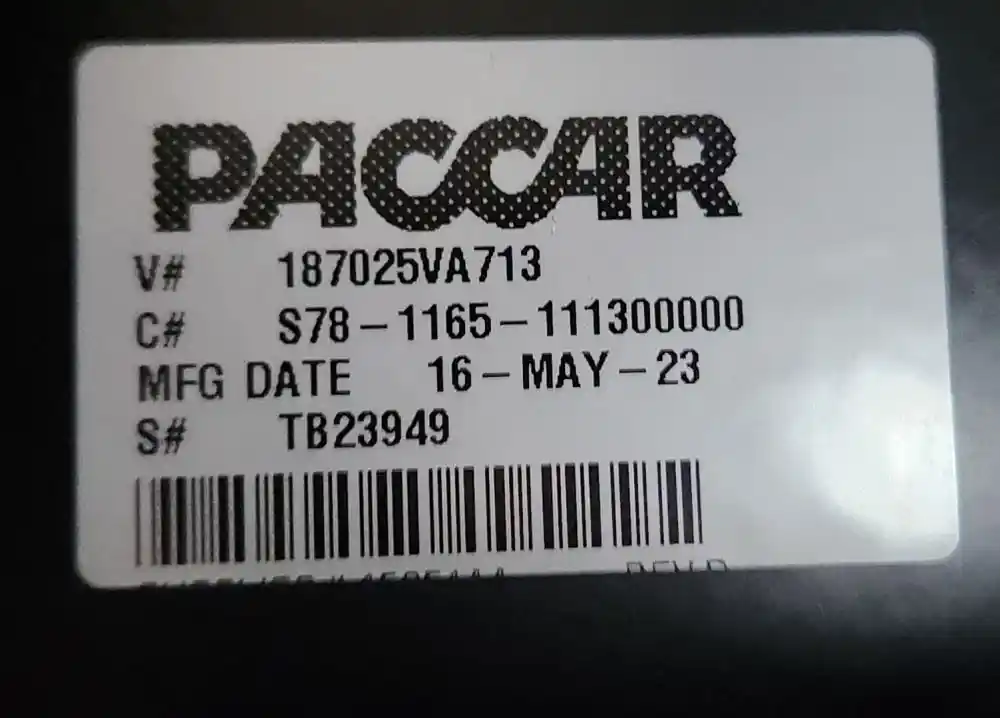 PACCAR
V# 187025VA713
C# S78-1165-111300000
MFG DATE 16-MAY-23
S# TB23949